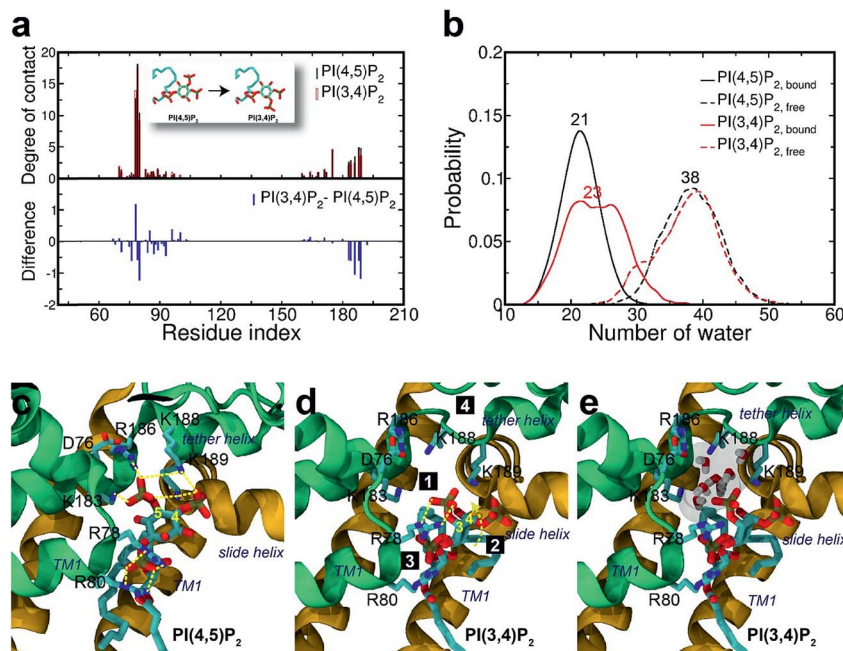 a
Degree of contact
20
15
10
5
0
PI(4,5)P2
PI(3,4)P2
PI(4,5)P2
PI(3,4)P2
Difference
2
1
0
-1
-2
PI(3,4)P2- PI(4,5)P2
60 90 120 150 180 210
Residue index
b
Probability
0.2
0.15
0.1
0.05
0
PI(4,5)P2, bound
PI(4,5)P2, free
PI(3,4)P2, bound
PI(3,4)P2, free
21
23
38
10 20 30 40 50 60
Number of water
c
R186
K188
D76
tether helix
K189
K183
5 4
R78
slide helix
TM1
TM1
R80
PI(4,5)P2
d
R186
4
K188
tether helix
D76
K189
1
K183
3 4
R78
2
slide helix
3
TM1
R80
TM1
PI(3,4)P2
e
R186
tether helix
K188
D76
K189
K183
R78
slide helix
TM1
R80
TM1
PI(3,4)P2